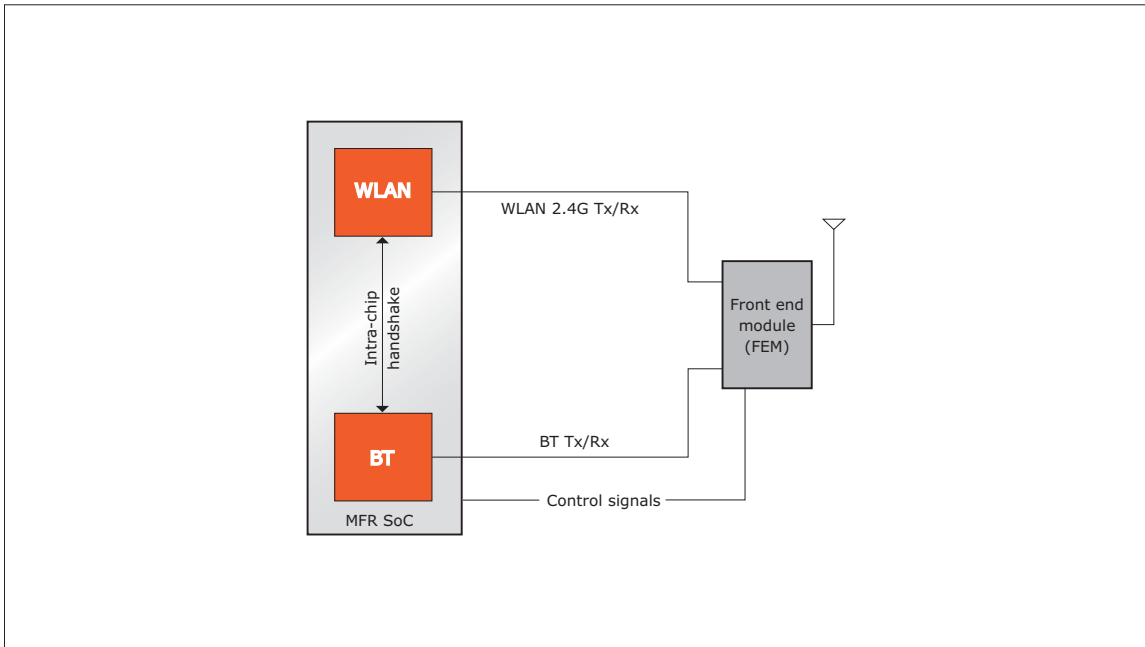 WLAN
WLAN 2.4G Tx/Rx
Intra-chip
handshake
Front end
module
(FEM)
BT Tx/Rx
BT
Control signals
MFR SoC